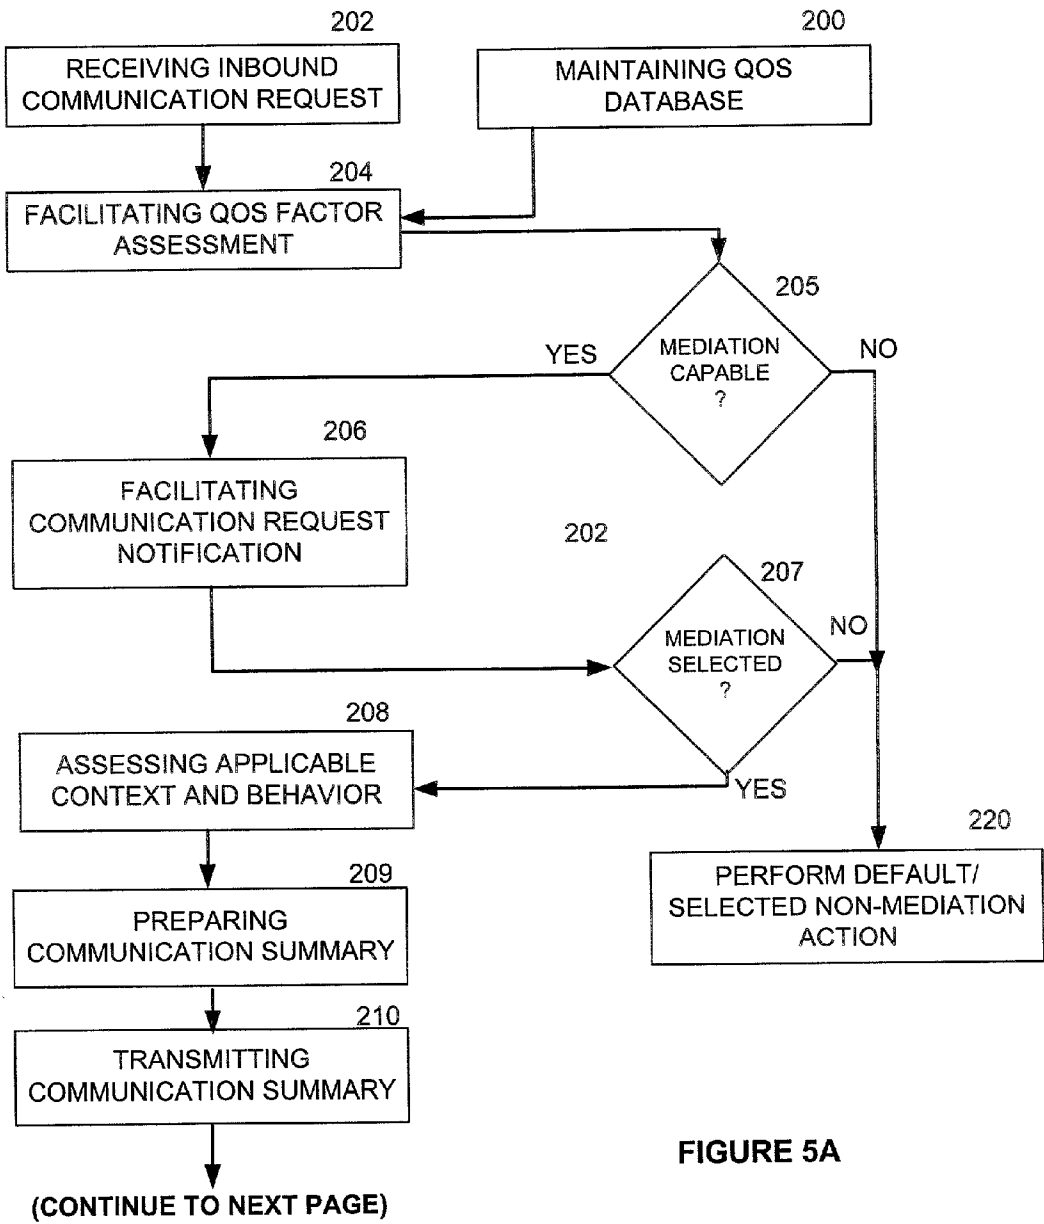 202
RECEIVING INBOUND
COMMUNICATION REQUEST
200
MAINTAINING QOS
DATABASE
204
FACILITATING QOS FACTOR
ASSESSMENT
205
MEDIATION
CAPABLE
?
YES
NO
206
FACILITATING
COMMUNICATION REQUEST
NOTIFICATION
202
207
MEDIATION
SELECTED
?
NO
YES
208
ASSESSING APPLICABLE
CONTEXT AND BEHAVIOR
220
PERFORM DEFAULT/
SELECTED NON-MEDIATION
ACTION
209
PREPARING
COMMUNICATION SUMMARY
210
TRANSMITTING
COMMUNICATION SUMMARY
FIGURE 5A
(CONTINUE TO NEXT PAGE)